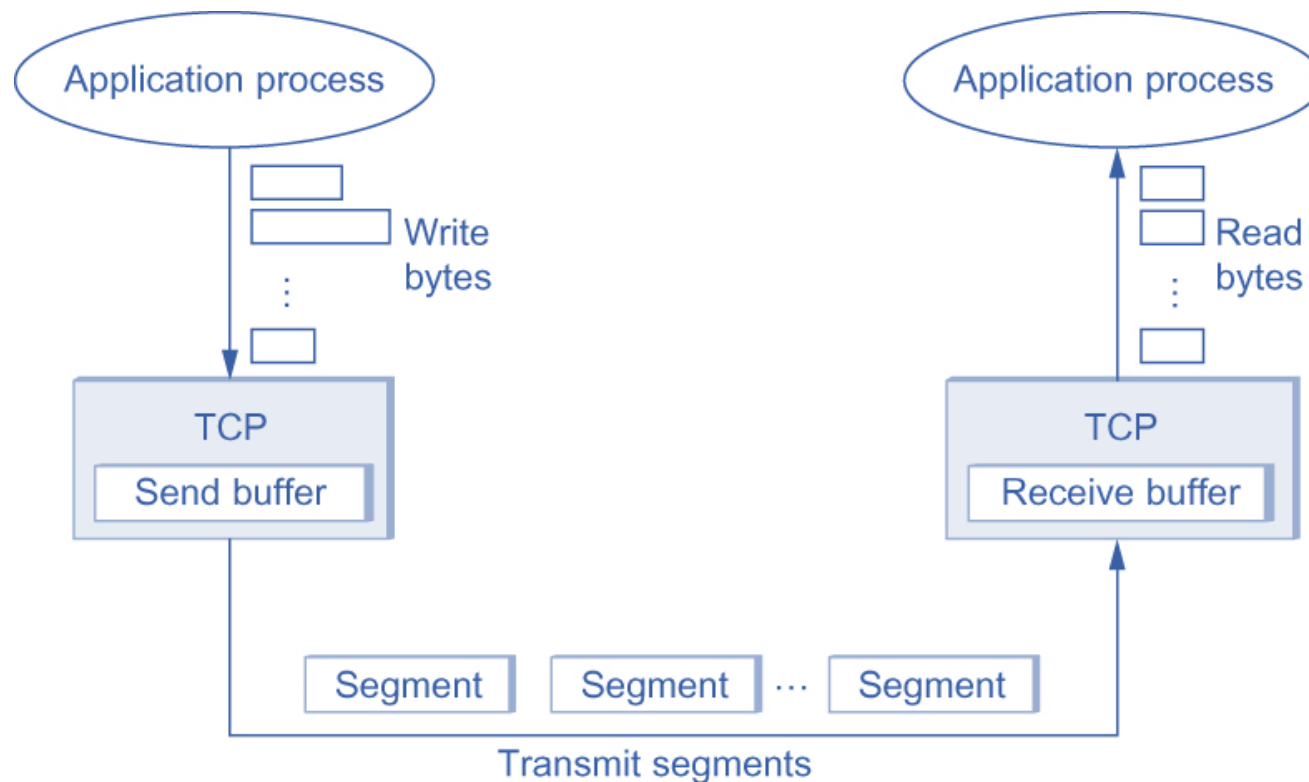 Application process
Application process
Write
bytes
Read
bytes
TCP
Send buffer
TCP
Receive buffer
Segment
Segment
...
Segment
Transmit segments